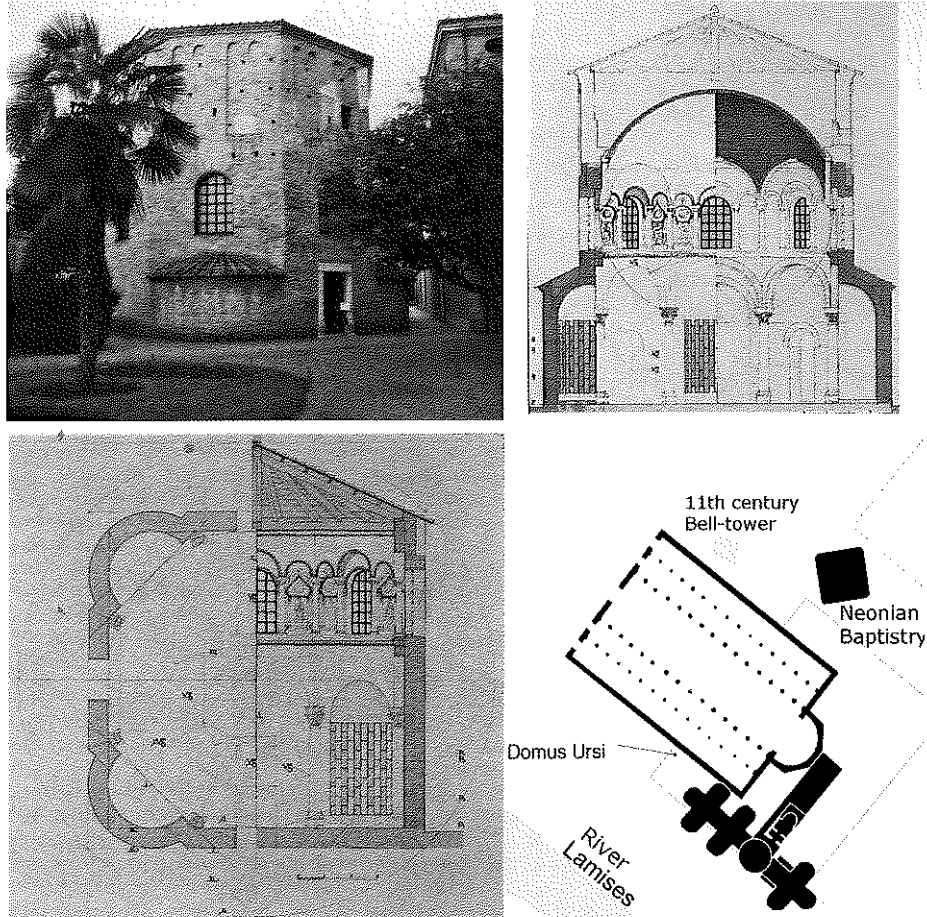 11th century
Bell-tower
Neonian
Baptistry
Domus Ursi
River
Lamises